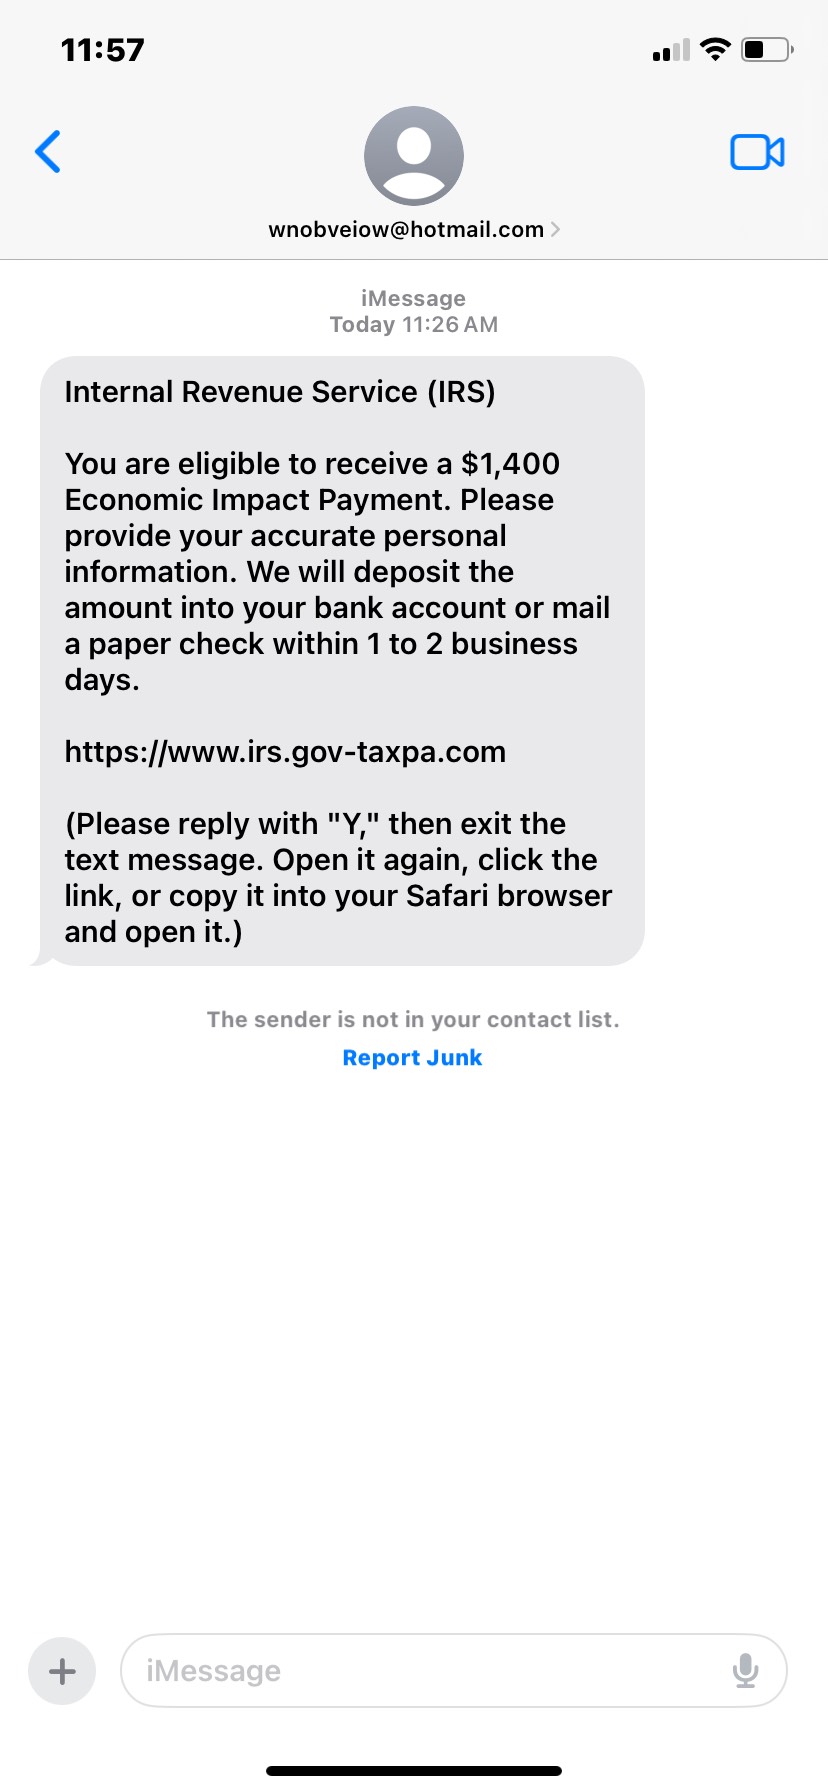 11:57
wnobveiow@hotmail.com
iMessage
Today 11:26 AM
Internal Revenue Service (IRS)
You are eligible to receive a $1,400
Economic Impact Payment. Please
provide your accurate personal
information. We will deposit the
amount into your bank account or mail
a paper check within 1 to 2 business
days.
https://www.irs.gov-taxpa.com
(Please reply with "Y," then exit the
text message. Open it again, click the
link, or copy it into your Safari browser
and open it.)
The sender is not in your contact list.
Report Junk
iMessage